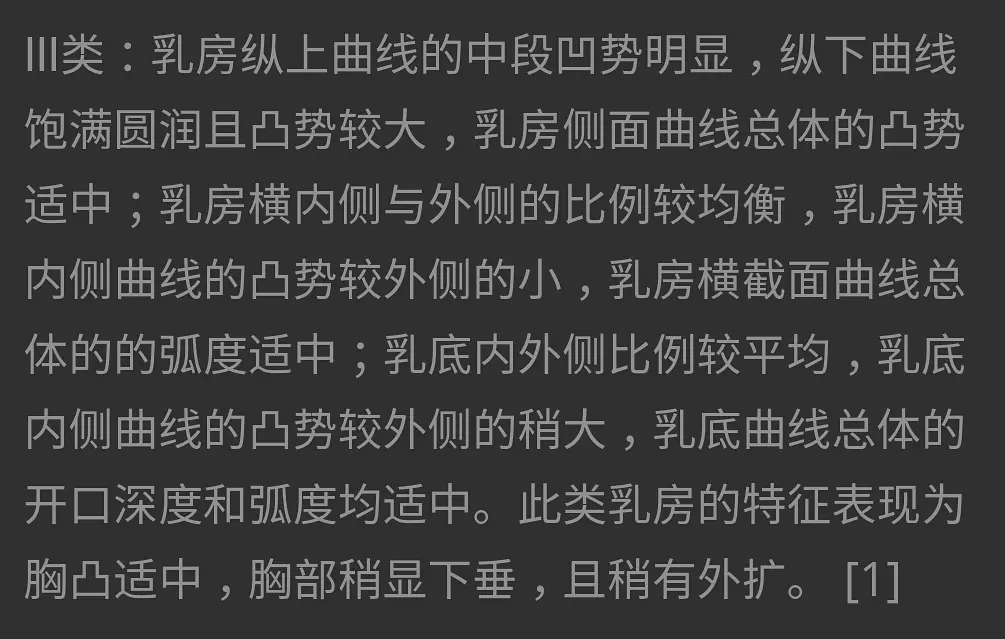 III类：乳房纵上曲线的中段凹势明显，纵下曲线
饱满圆润且凸势较大，乳房侧面曲线总体的凸势
适中；乳房横内侧与外侧的比例较均衡，乳房横
内侧曲线的凸势较外侧的小，乳房横截面曲线总
体的的弧度适中；乳底内外侧比例较平均，乳底
内侧曲线的凸势较外侧的稍大，乳底曲线总体的
开口深度和弧度均适中。此类乳房的特征表现为
胸凸适中，胸部稍显下垂，且稍有外扩。 [1]